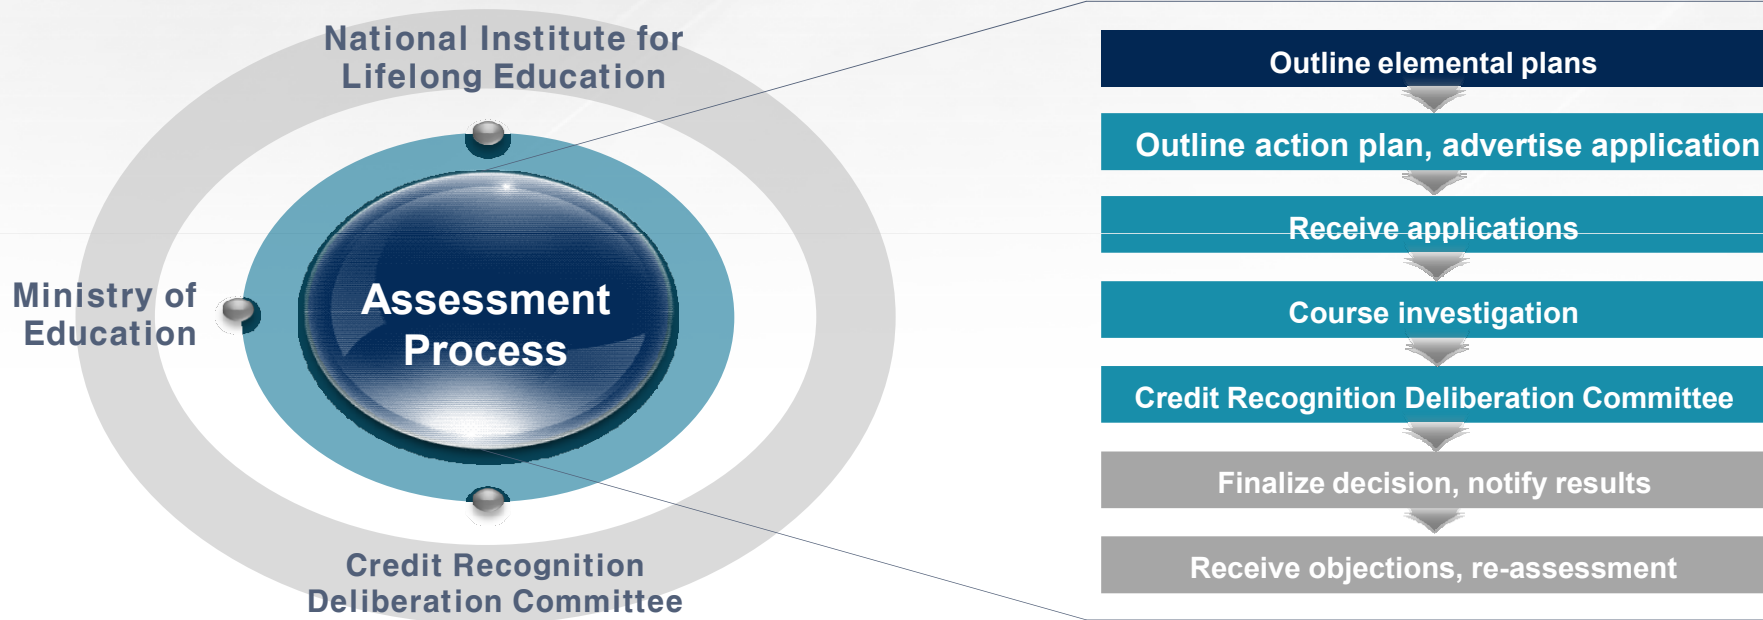 National Institute for
Lifelong Education
Ministry of
Education
Assessment
Process
Credit Recognition
Deliberation Committee
Outline elemental plans
Outline action plan, advertise application
Receive applications
Course investigation
Credit Recognition Deliberation Committee
Finalize decision, notify results
Receive objections, re-assessment